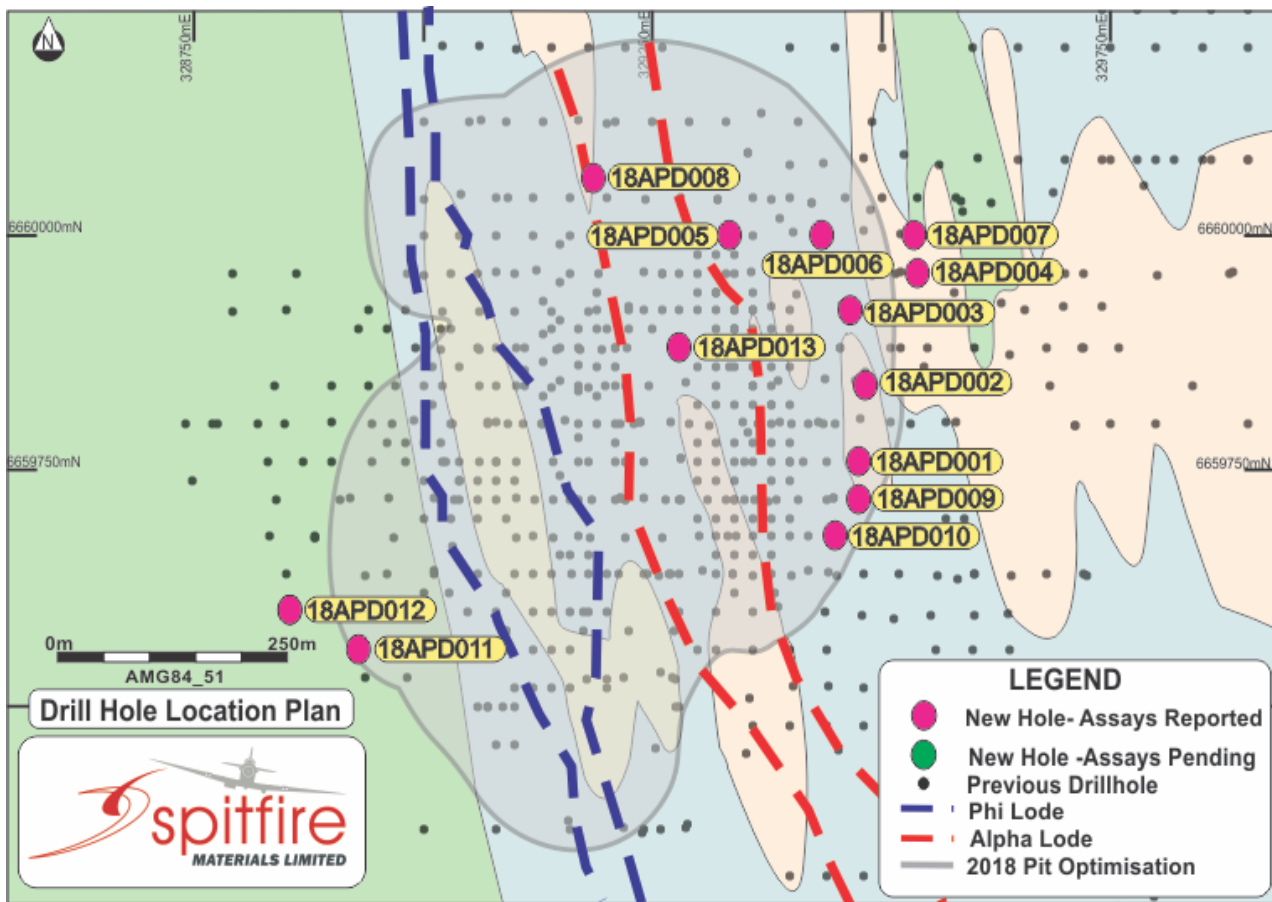 N
328750mE
329250mE
329750mE
18APD008
6660000mN
18APD005
18APD006
18APD007
6660000mN
18APD004
18APD003
18APD013
18APD002
6659750mN
18APD001
6659750mN
18APD009
18APD010
18APD012
18APD011
0m 250m
AMG84_51
Drill Hole Location Plan
spitfire
MATERIALS LIMITED
LEGEND
New Hole- Assays Reported
New Hole -Assays Pending
Previous Drillhole
Phi Lode
Alpha Lode
2018 Pit Optimisation